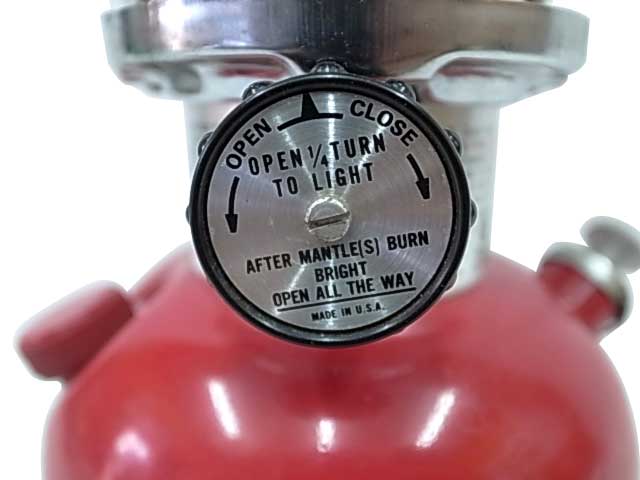 OPEN CLOSE
OPEN 1/4 TURN
TO LIGHT
AFTER MANTLE(S) BURN
BRIGHT
OPEN ALL THE WAY
MADE IN U.S.A.